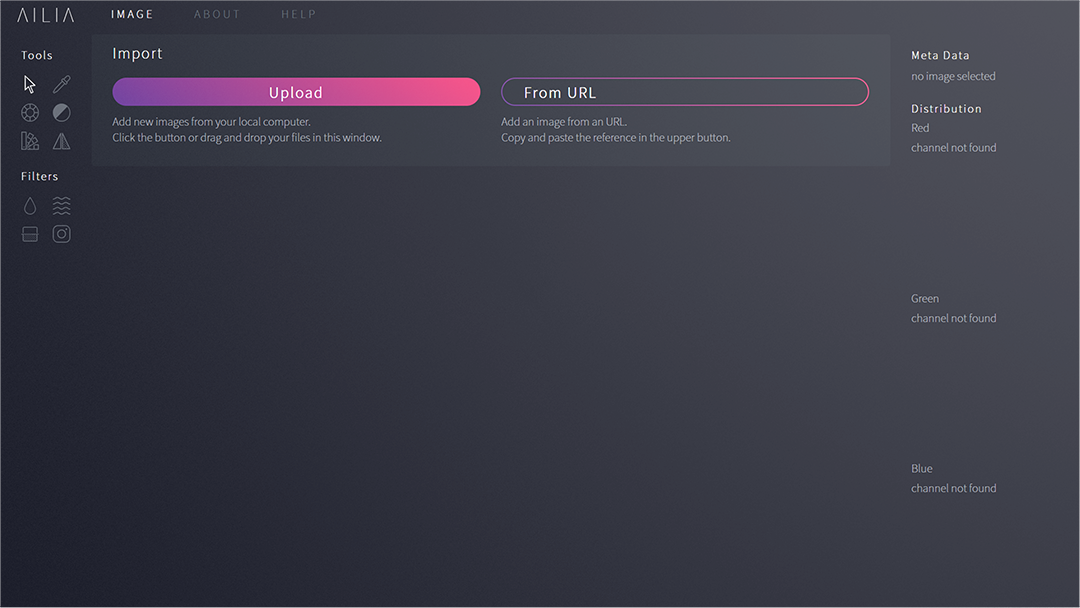 AILIA
IMAGE
ABOUT
HELP
Tools
Filters
Import
Upload
Add new images from your local computer.
Click the button or drag and drop your files in this window.
From URL
Add an image from an URL.
Copy and paste the reference in the upper button.
Meta Data
no image selected
Distribution
Red
channel not found
Green
channel not found
Blue
channel not found